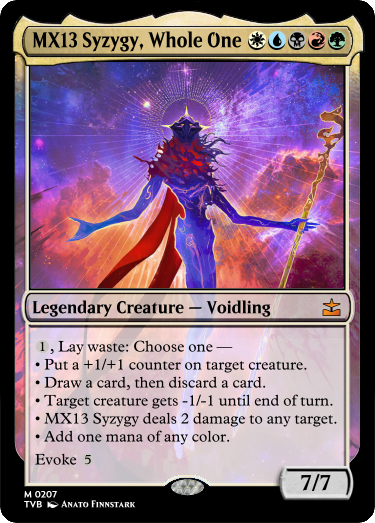 MX13 Syzygy, Whole One
Legendary Creature — Voidling
1, Lay waste: Choose one —
• Put a +1/+1 counter on target creature.
• Draw a card, then discard a card.
• Target creature gets -1/-1 until end of turn.
• MX13 Syzygy deals 2 damage to any target.
• Add one mana of any color.
Evoke 5
7/7
M 0207
TVB Anato Finnstark